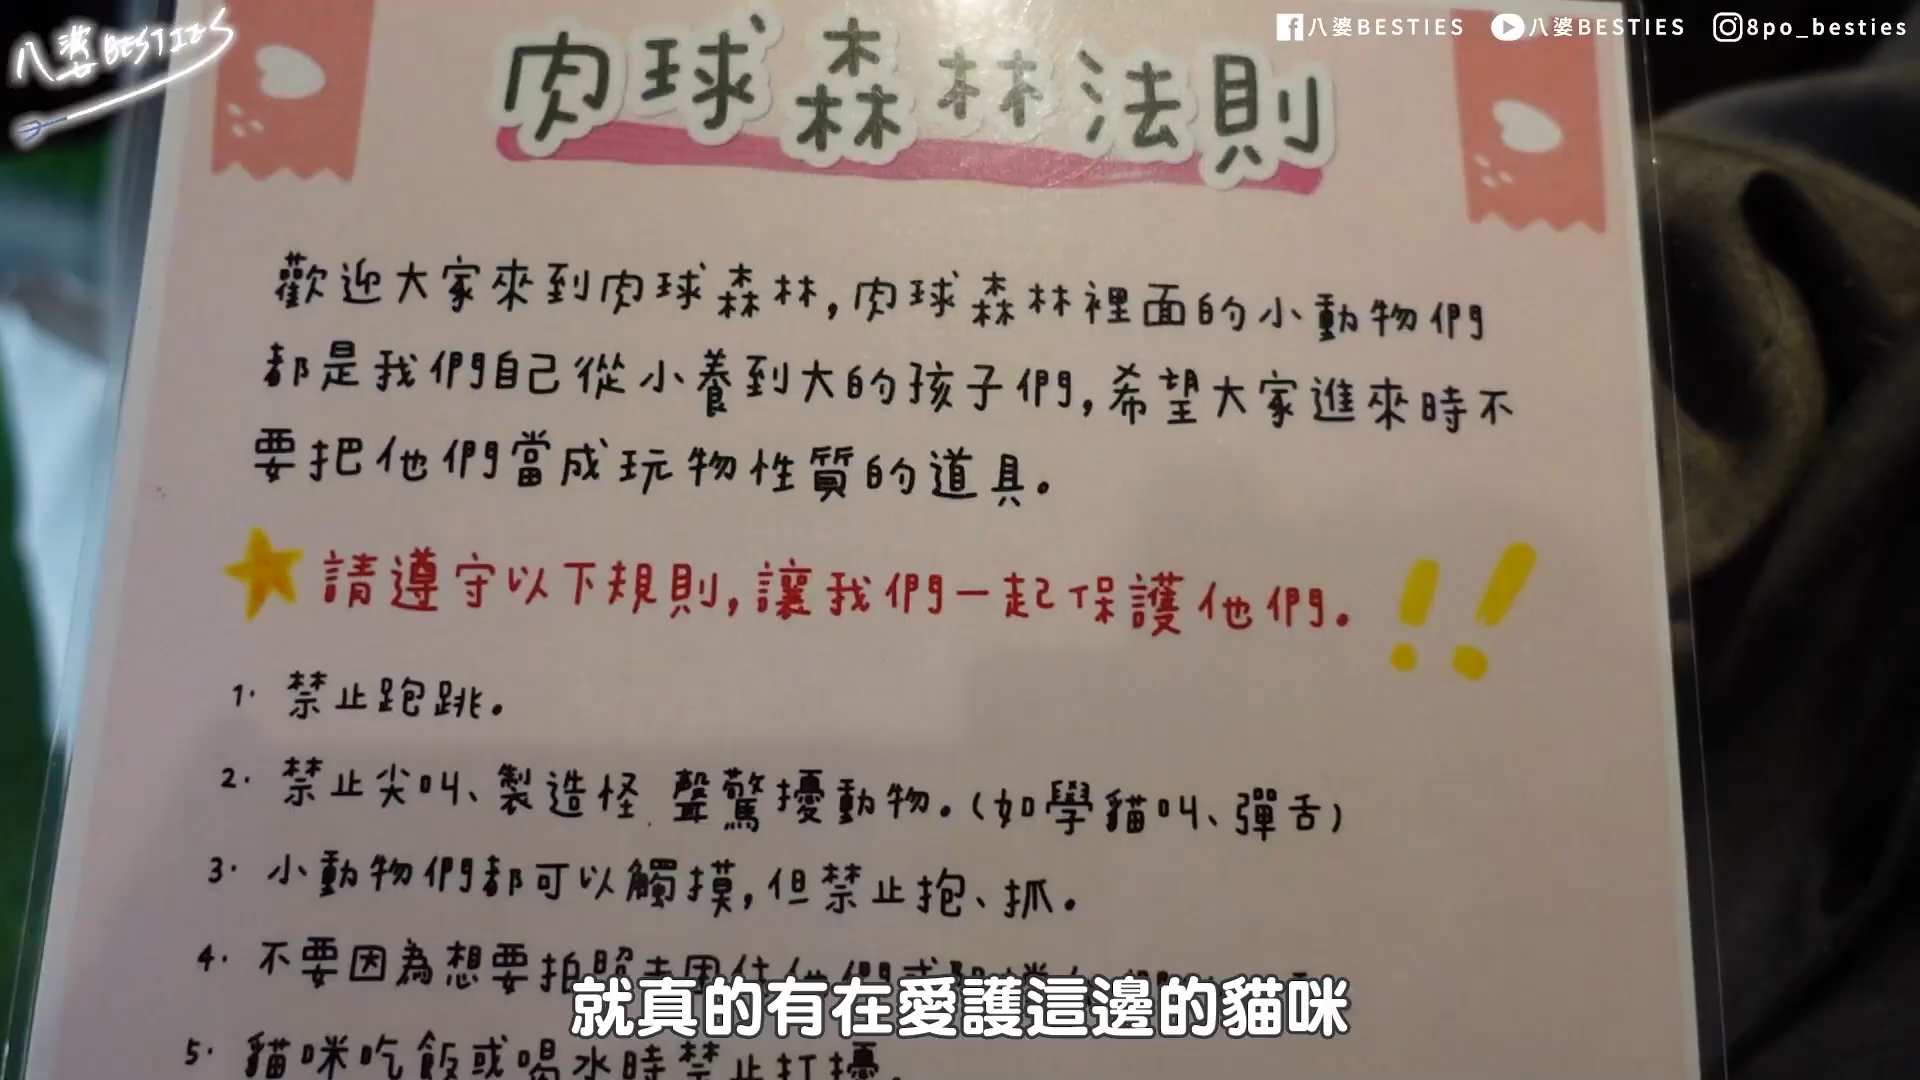 八婆BESTIES
八婆BESTIES
八婆BESTIES
8po_besties
肉球森林法則
歡迎大家來到肉球森林,肉球森林裡面的小動物們
都是我們自己從小養到大的孩子們,希望大家進來時不
要把他們當成玩物性質的道具。
請遵守以下規則,讓我們一起保護他們。!!
1. 禁止跑跳。
2. 禁止尖叫、製造怪聲驚擾動物。(如學貓叫、彈舌)
3. 小動物們都可以觸摸,但禁止抱、抓。
4. 不要因為想要拍照
就真的有在愛護這邊的貓咪
5. 貓咪吃飯或喝水時禁止打擾。